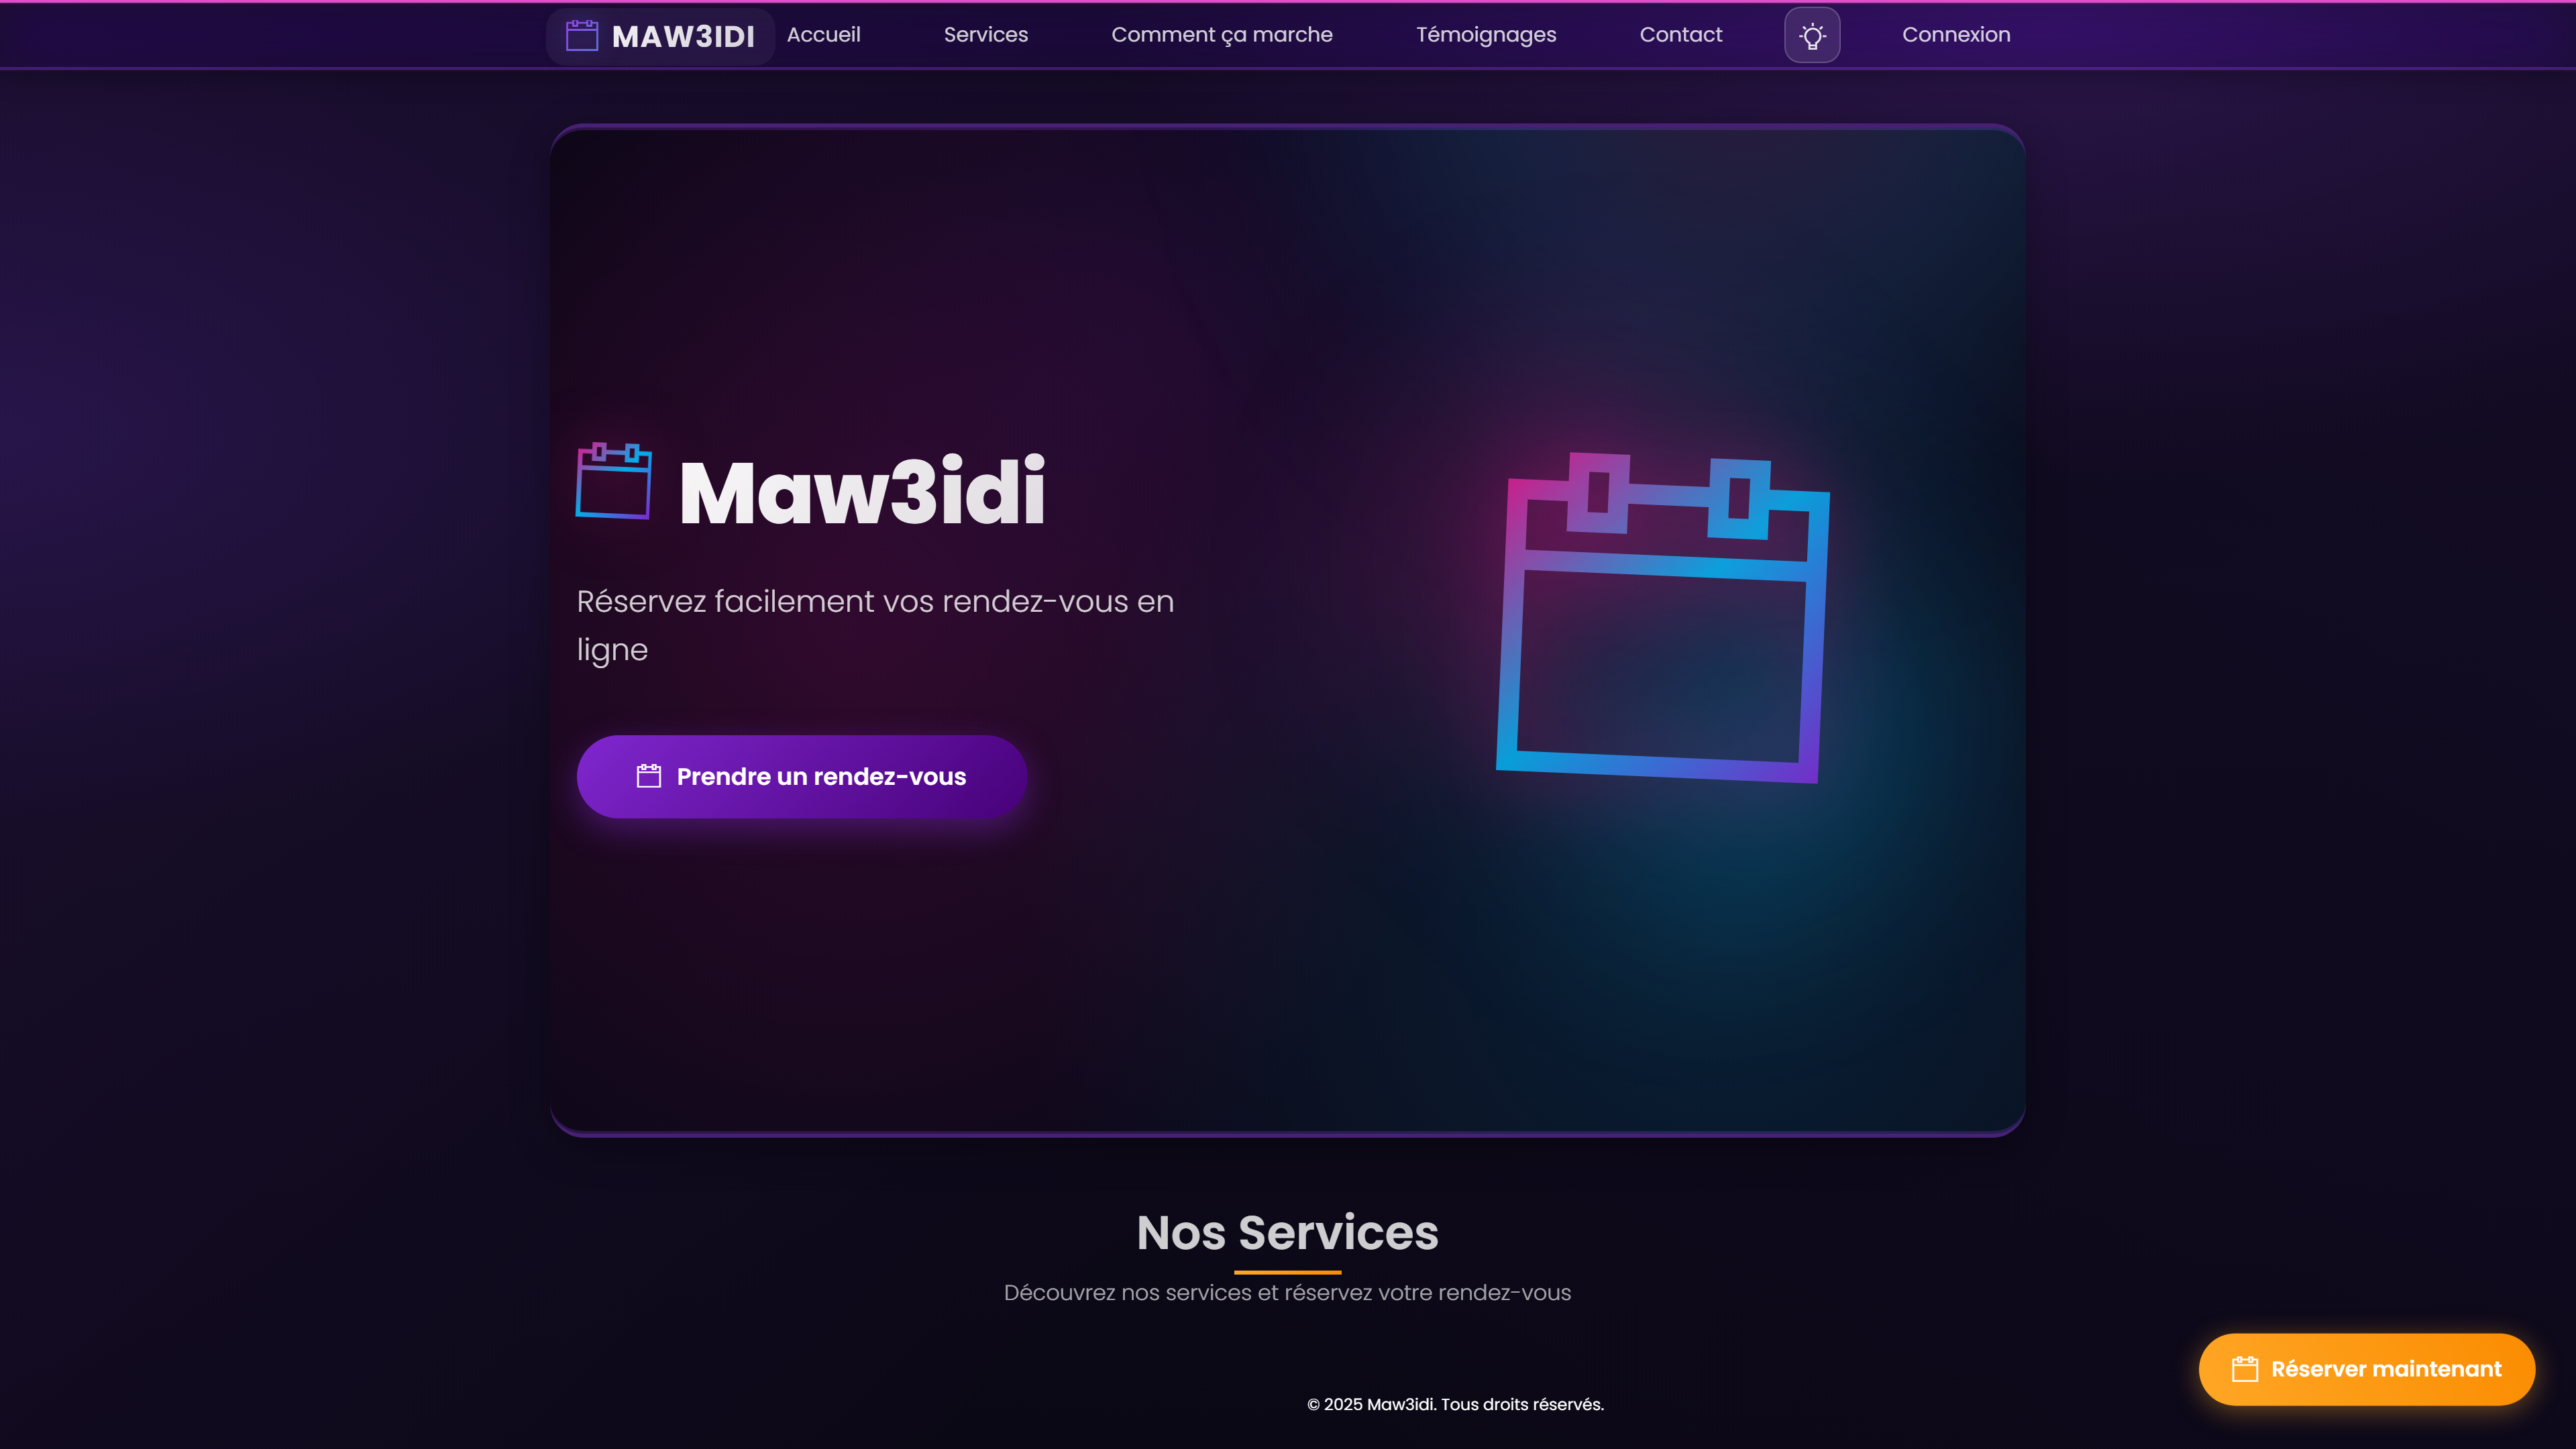 MAW3IDI
Accueil
Services
Comment ça marche
Témoignages
Contact
Connexion
Maw3idi
Réservez facilement vos rendez-vous en
ligne
Prendre un rendez-vous
Nos Services
Découvrez nos services et réservez votre rendez-vous
Réserver maintenant
© 2025 Maw3idi. Tous droits réservés.